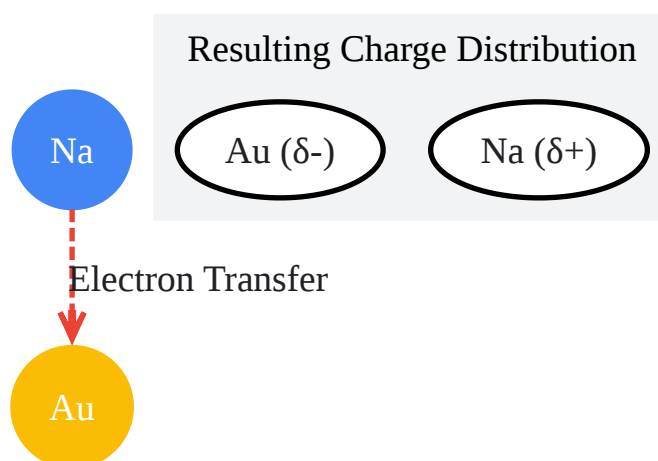 Resulting Charge Distribution
Na
Au (δ-)
Na (δ+)
Electron Transfer
Au